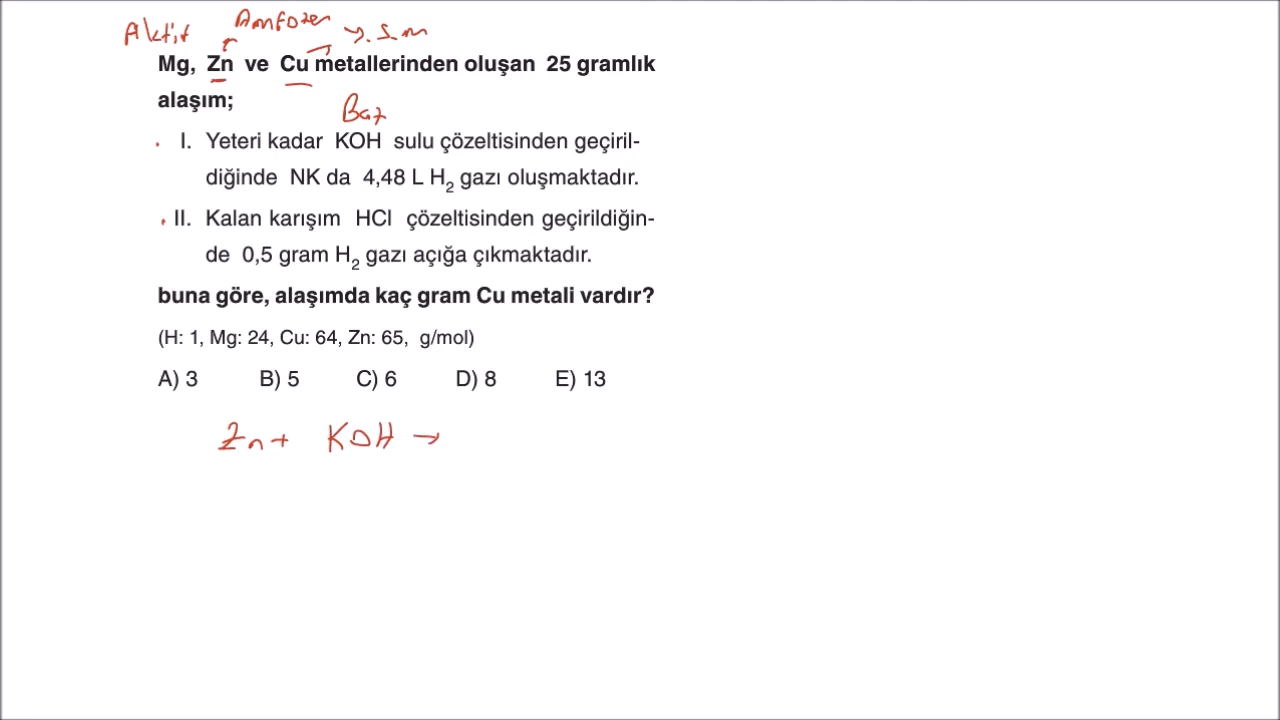 Aktif Amfoter → y.s.m
Mg, Zn ve Cu metallerinden oluşan 25 gramlık
alaşım;
Baz
I. Yeteri kadar KOH sulu çözeltisinden geçiril-
diğinde NK da 4,48 L H₂ gazı oluşmaktadır.
II. Kalan karışım HCl çözeltisinden geçirildiğin-
de 0,5 gram H₂ gazı açığa çıkmaktadır.
buna göre, alaşımda kaç gram Cu metali vardır?
(H: 1, Mg: 24, Cu: 64, Zn: 65, g/mol)
A) 3 B) 5 C) 6 D) 8 E) 13
Zn + KOH →